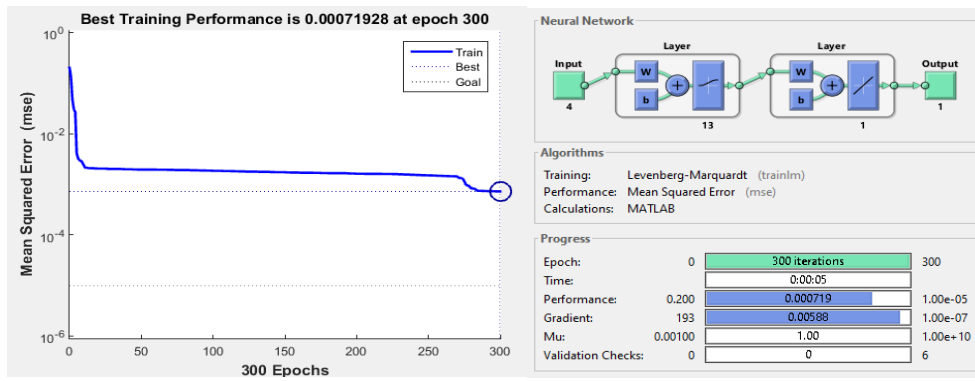 Best Training Performance is 0.00071928 at epoch 300
10^0
10^-2
10^-4
10^-6
Mean Squared Error (mse)
Train
Best
Goal
0 50 100 150 200 250 300
300 Epochs
Neural Network
Layer Layer
Input Output
W W
b b
+ +
4 13 1 1
Algorithms
Training: Levenberg-Marquardt (trainlm)
Performance: Mean Squared Error (mse)
Calculations: MATLAB
Progress
Epoch: 0 300 iterations 300
Time: 0:00:05
Performance: 0.200 0.000719 1.00e-05
Gradient: 193 0.00588 1.00e-07
Mu: 0.00100 1.00 1.00e+10
Validation Checks: 0 0 6